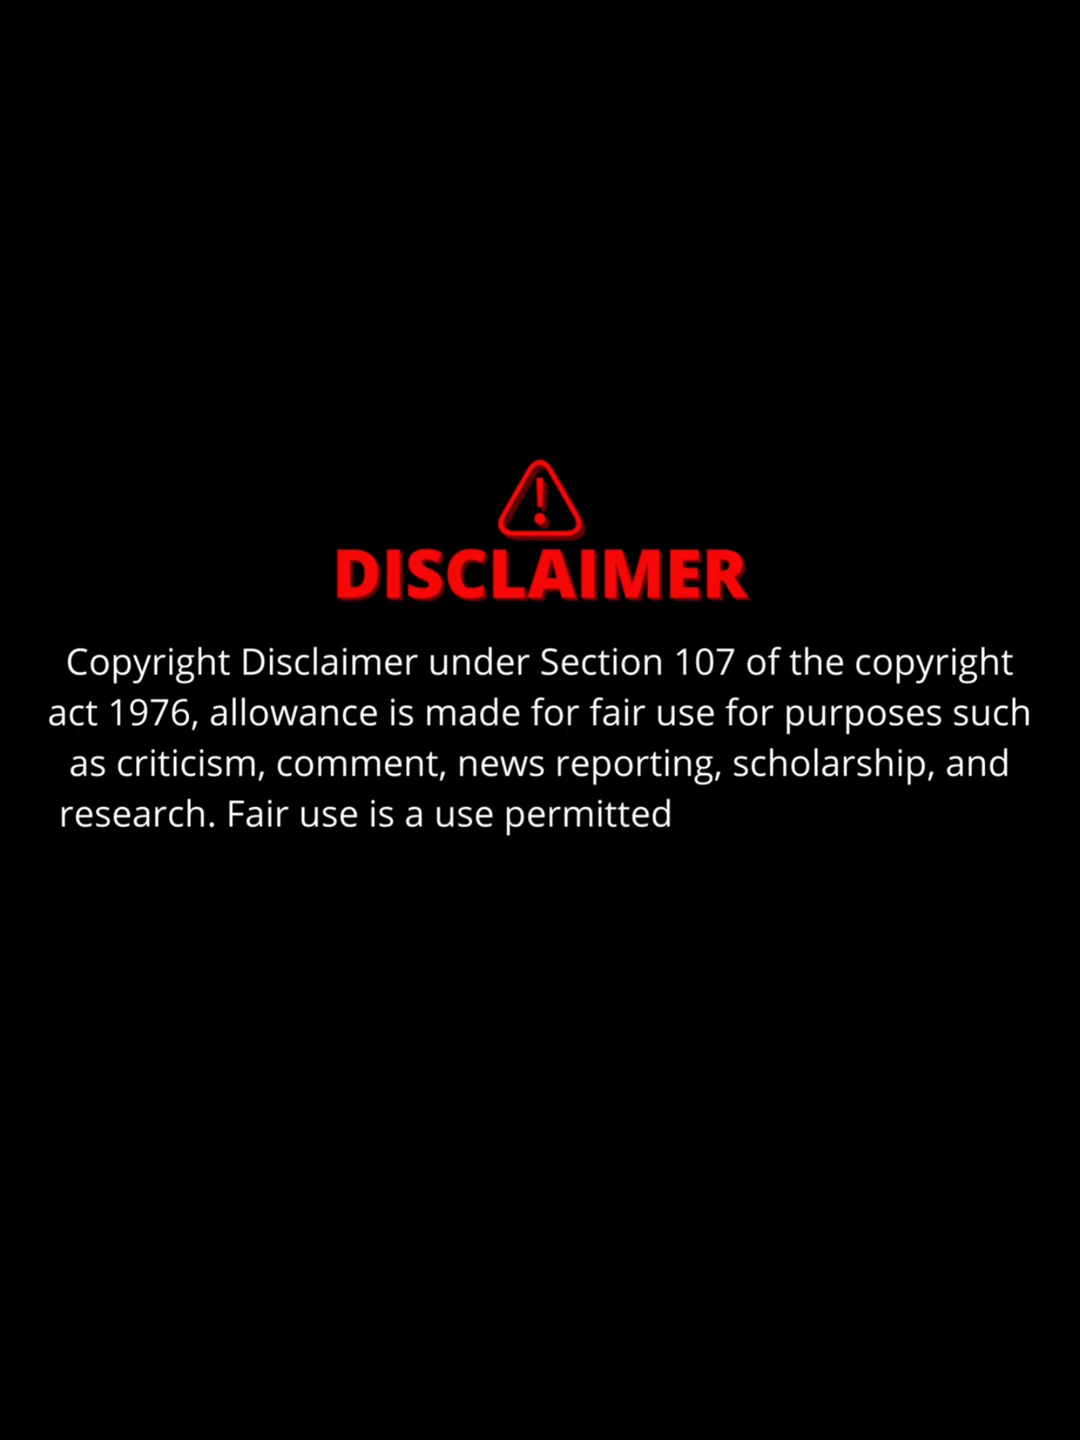 DISCLAIMER
Copyright Disclaimer under Section 107 of the copyright
act 1976, allowance is made for fair use for purposes such
as criticism, comment, news reporting, scholarship, and
research. Fair use is a use permitted